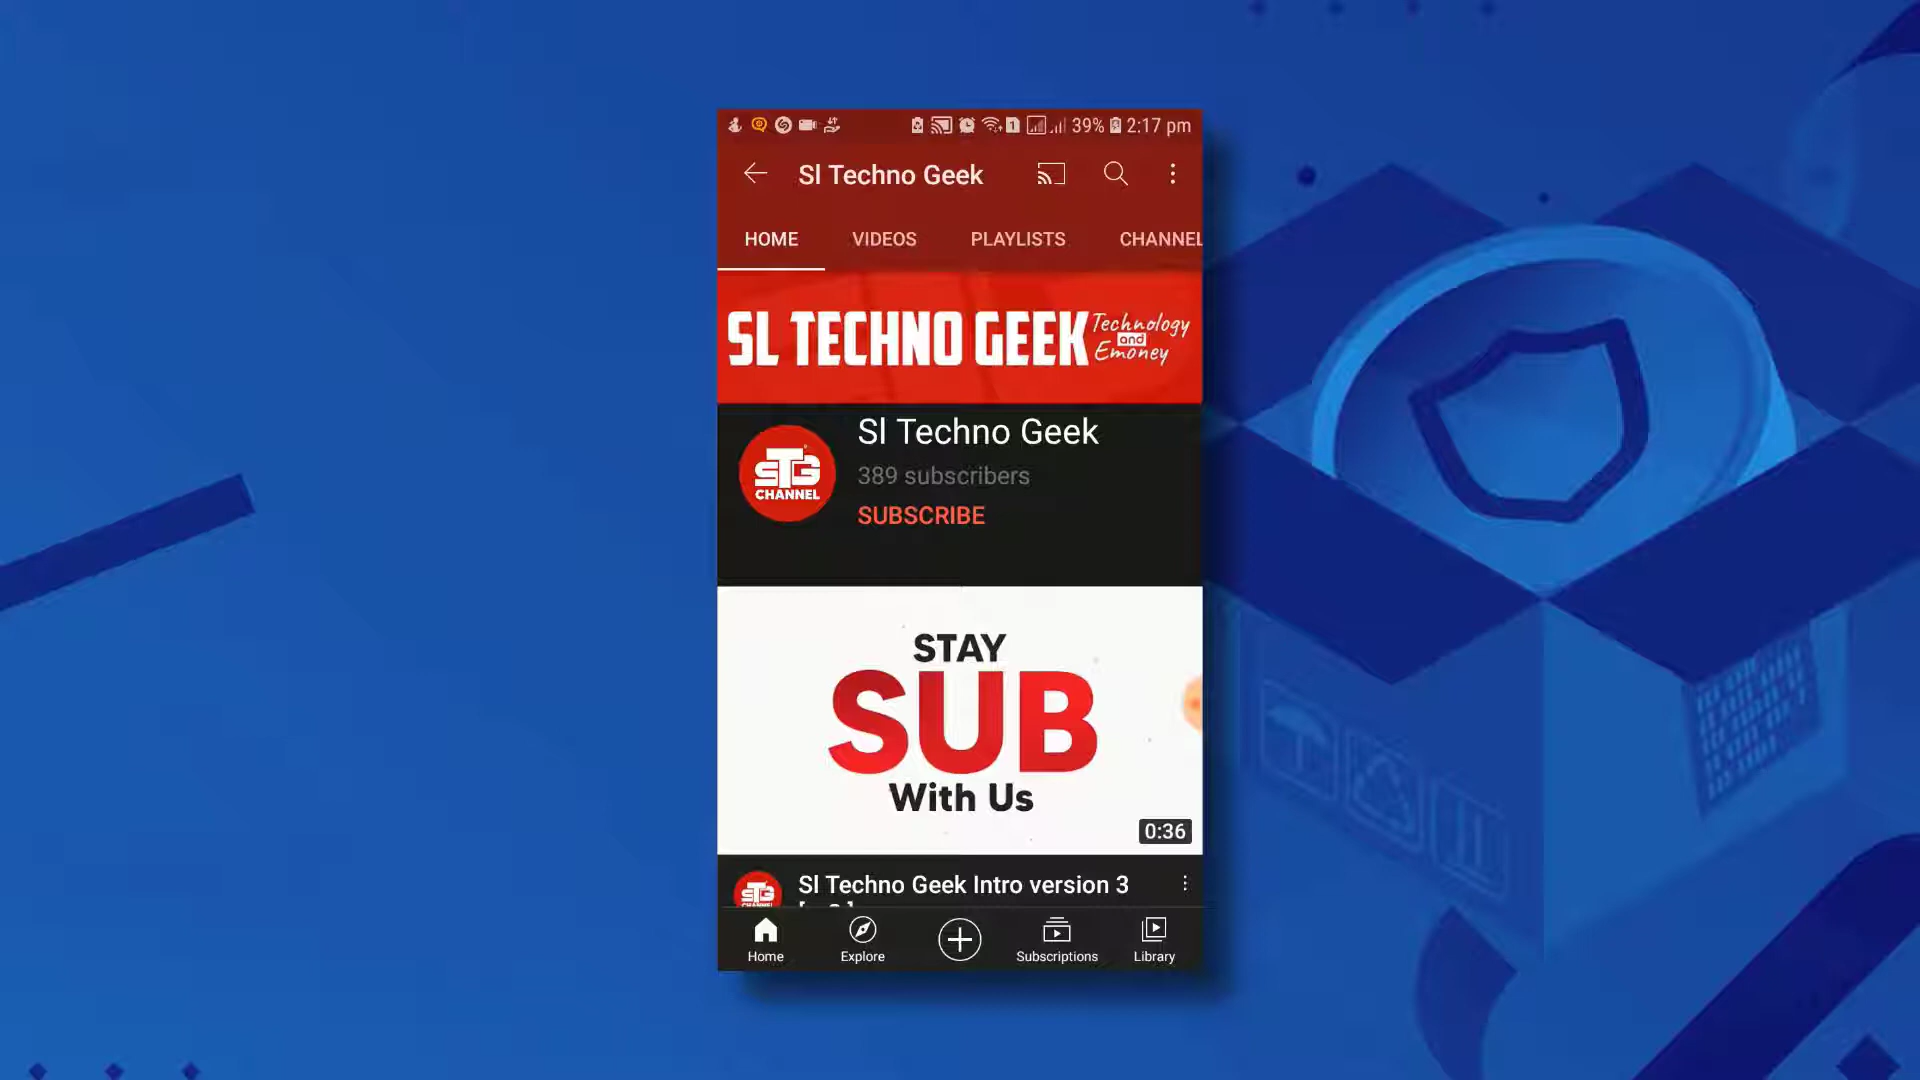 39% 2:17 pm
Sl Techno Geek
HOME VIDEOS PLAYLISTS CHANNEL
SL TECHNO GEEK Technology and Emoney
Sl Techno Geek
389 subscribers
SUBSCRIBE
STG CHANNEL
STAY
SUB
With Us
0:36
Sl Techno Geek Intro version 3
Home Explore Subscriptions Library